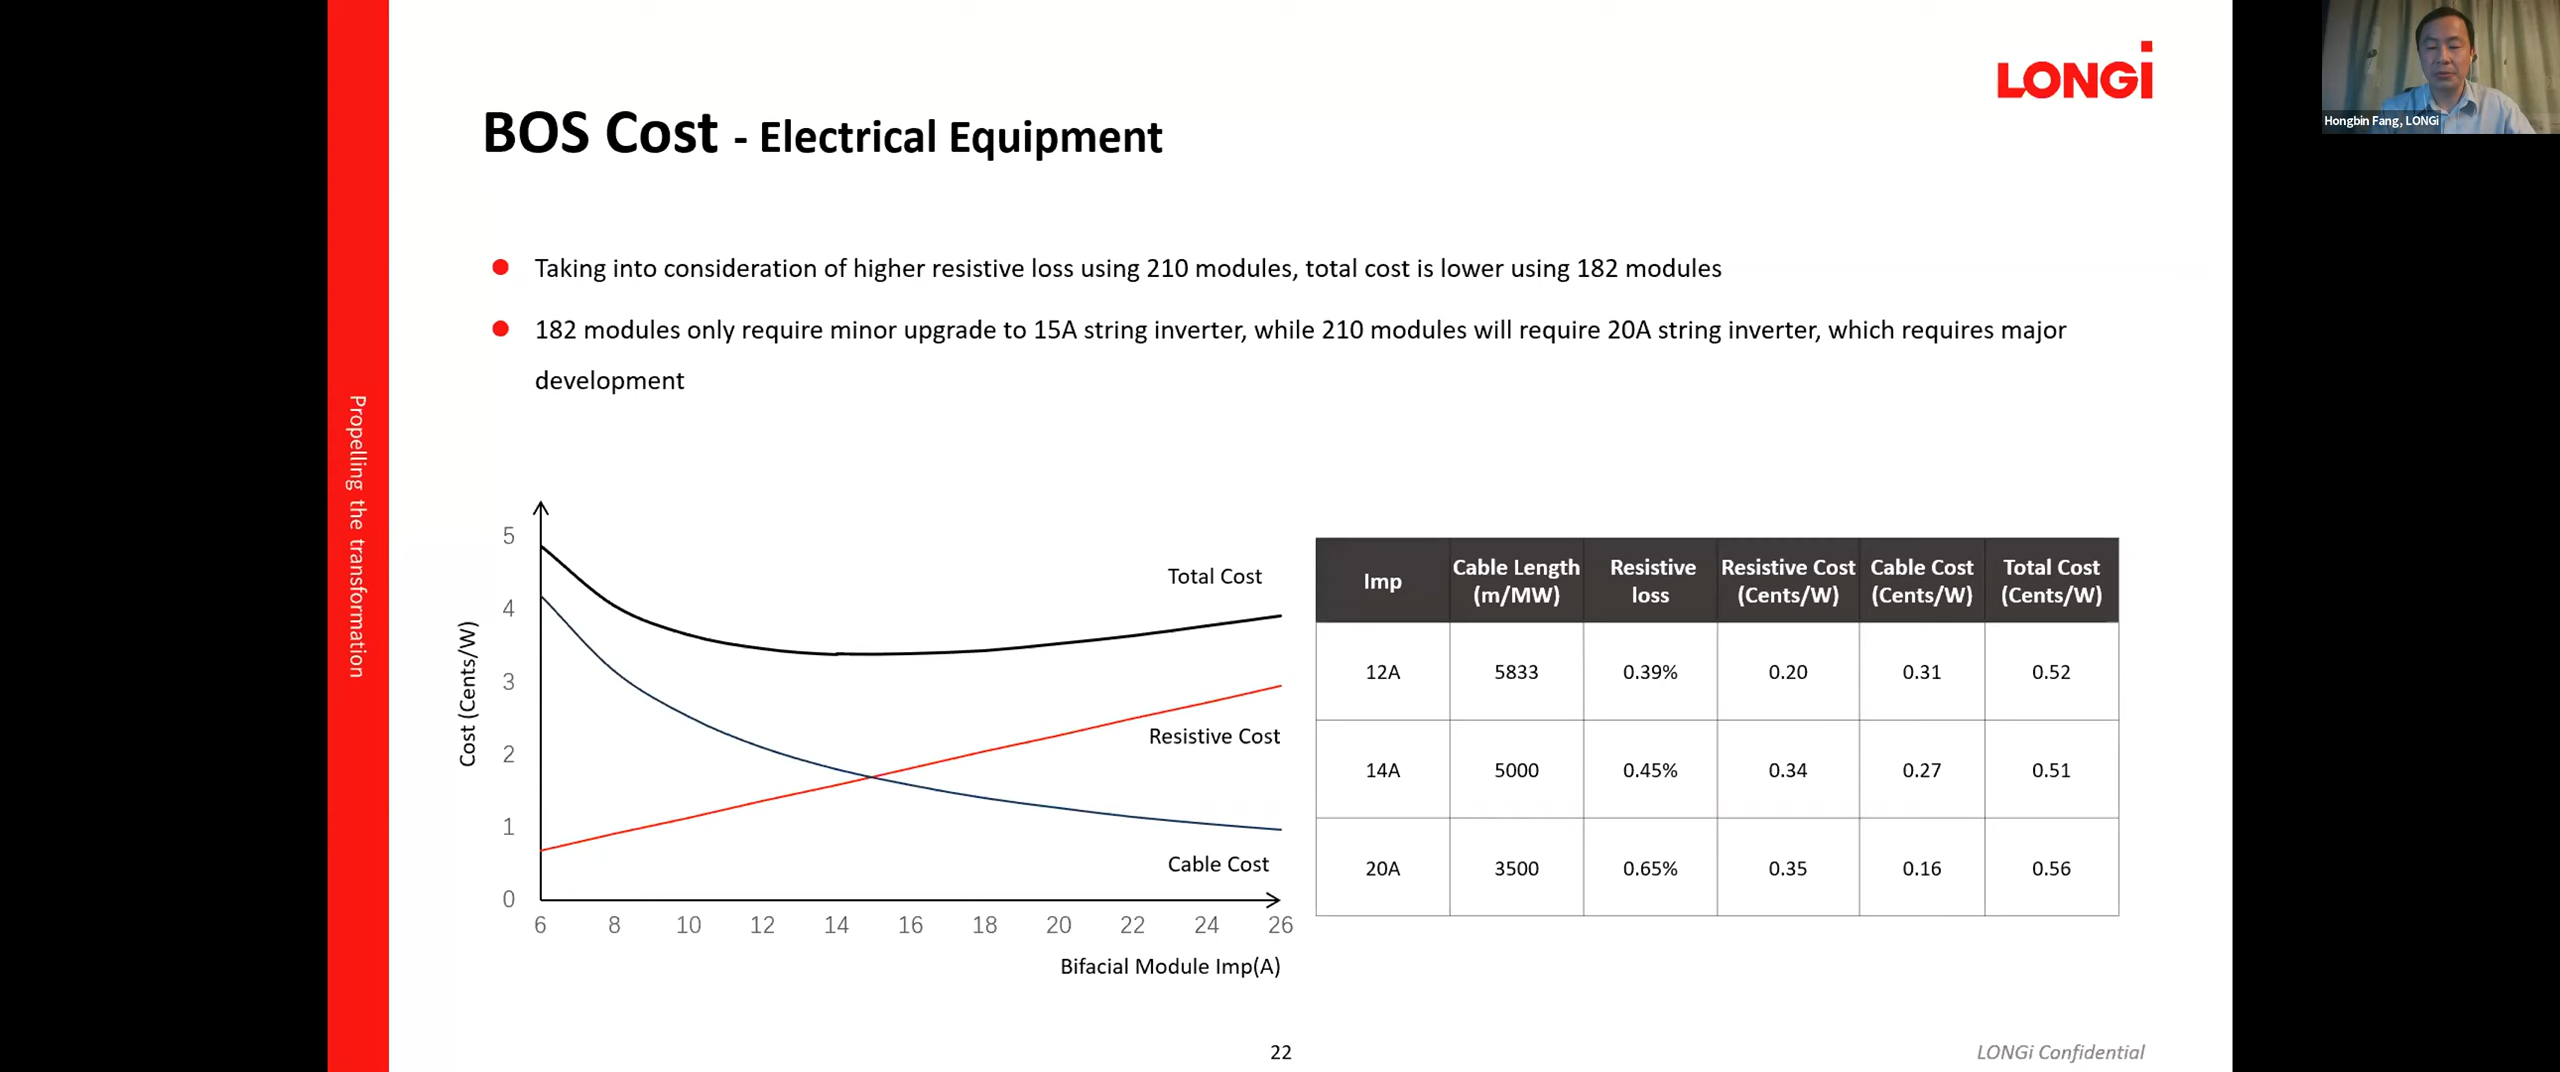 LONGi
Hongbin Fang, LONGi
BOS Cost - Electrical Equipment
Taking into consideration of higher resistive loss using 210 modules, total cost is lower using 182 modules
182 modules only require minor upgrade to 15A string inverter, while 210 modules will require 20A string inverter, which requires major
development
Propelling the transformation
Cost (Cents/W)
5
4
3
2
1
0
6 8 10 12 14 16 18 20 22 24 26
Bifacial Module Imp(A)
Total Cost
Resistive Cost
Cable Cost
Imp Cable Length (m/MW) Resistive loss Resistive Cost (Cents/W) Cable Cost (Cents/W) Total Cost (Cents/W)
12A 5833 0.39% 0.20 0.31 0.52
14A 5000 0.45% 0.34 0.27 0.51
20A 3500 0.65% 0.35 0.16 0.56
22
LONGi Confidential